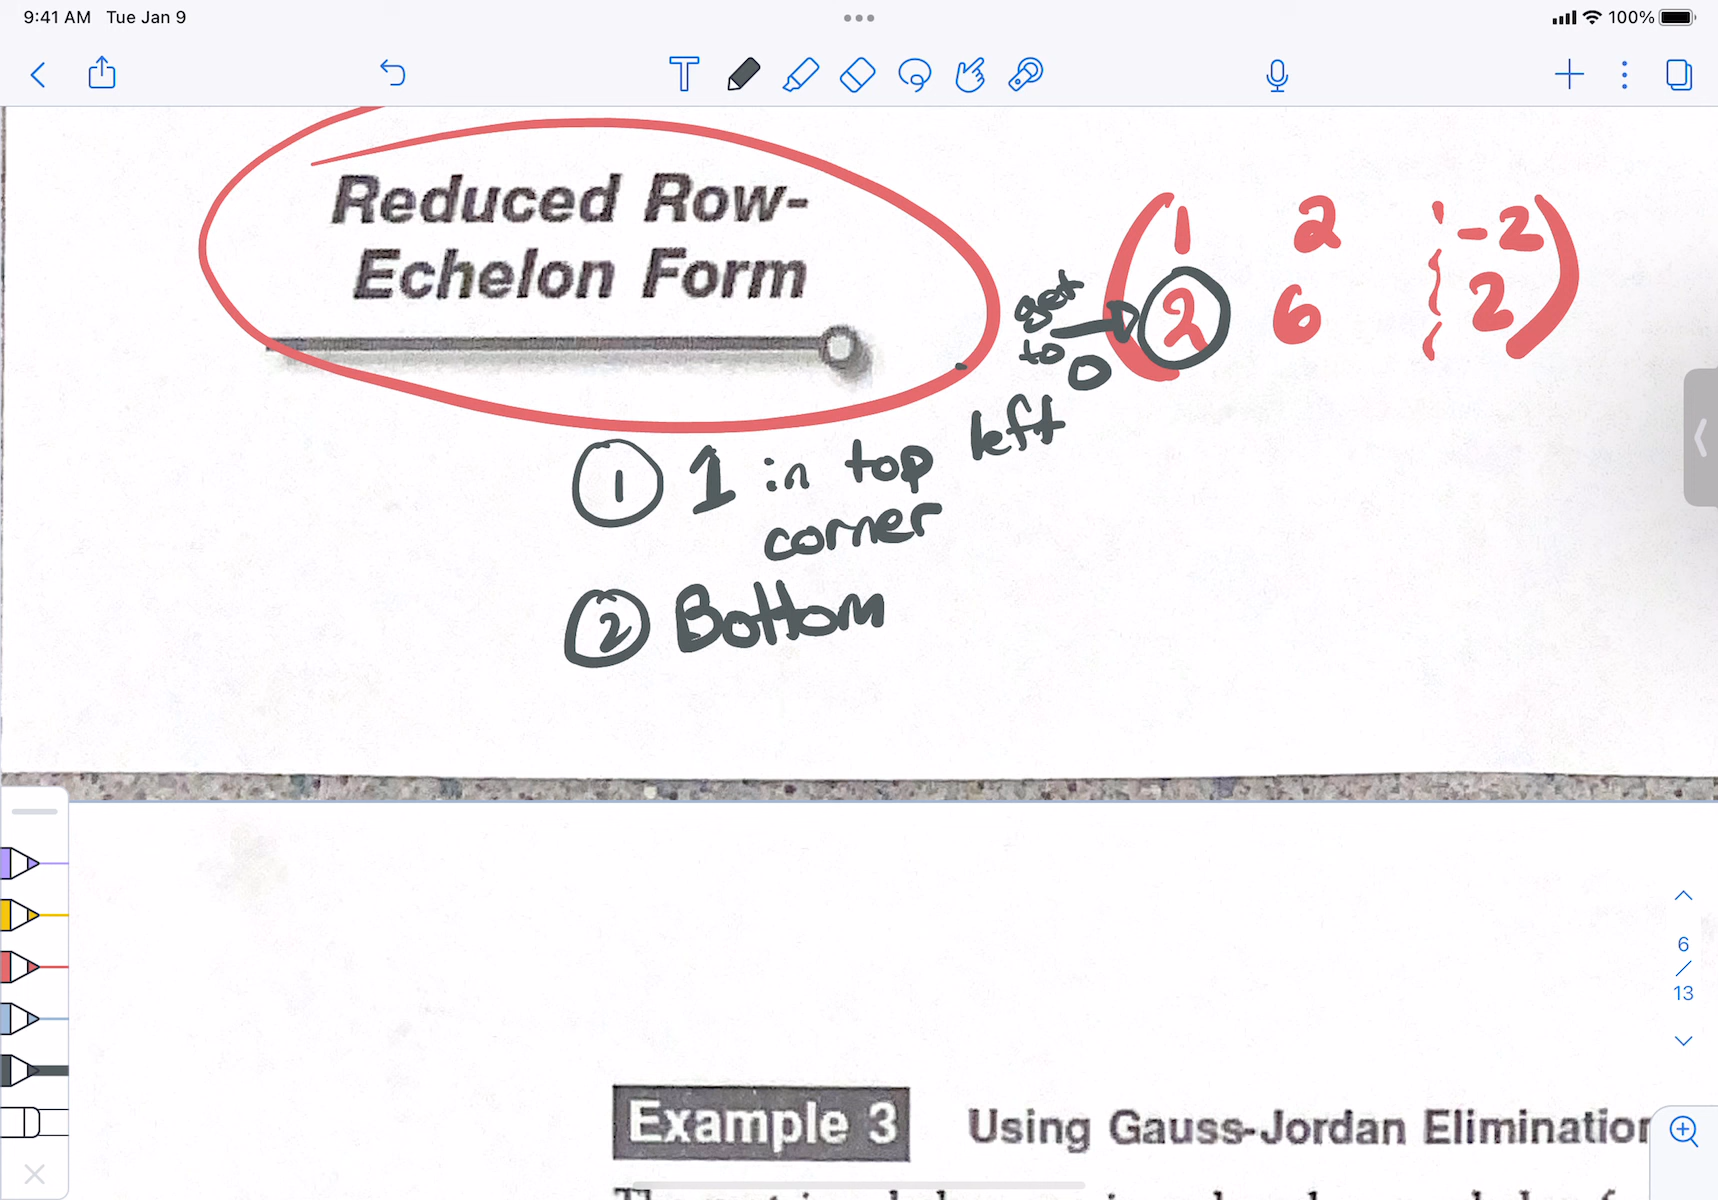 9:41 AM Tue Jan 9
100%
Reduced Row-
Echelon Form
1 2 -2
2 6 2
get
to
0
① 1 in top left
corner
② Bottom
6
/
13
Example 3 Using Gauss-Jordan Elimination